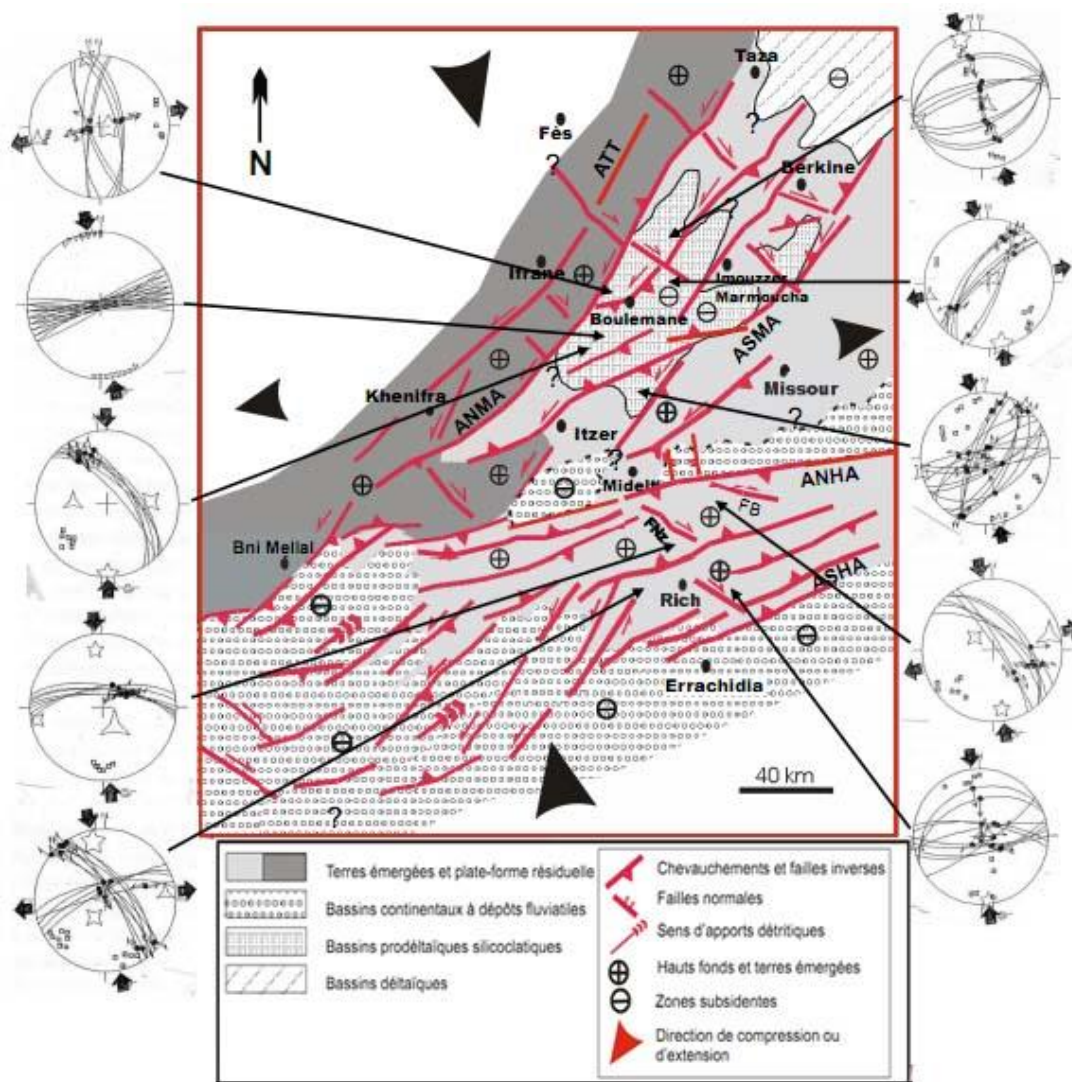 Taza
Fès
?
?
N
ATT
Berkine
Ifrane
Imouzzer
Marmoucha
Boulemane
ASMA
Khenifra
ANMA
Missour
?
?
Itzer
?
Midelt
ANHA
FB
FNz
Bni Mellal
ASHA
Rich
Errachidia
40 km
?
Terres émergées et plate-forme résiduelle
Bassins continentaux à dépôts fluviatiles
Bassins prodéltaïques silicoclatiques
Bassins déltaïques
Chevauchements et failles inverses
Failles normales
Sens d'apports détritiques
Hauts fonds et terres émergées
Zones subsidentes
Direction de compression ou
d'extension